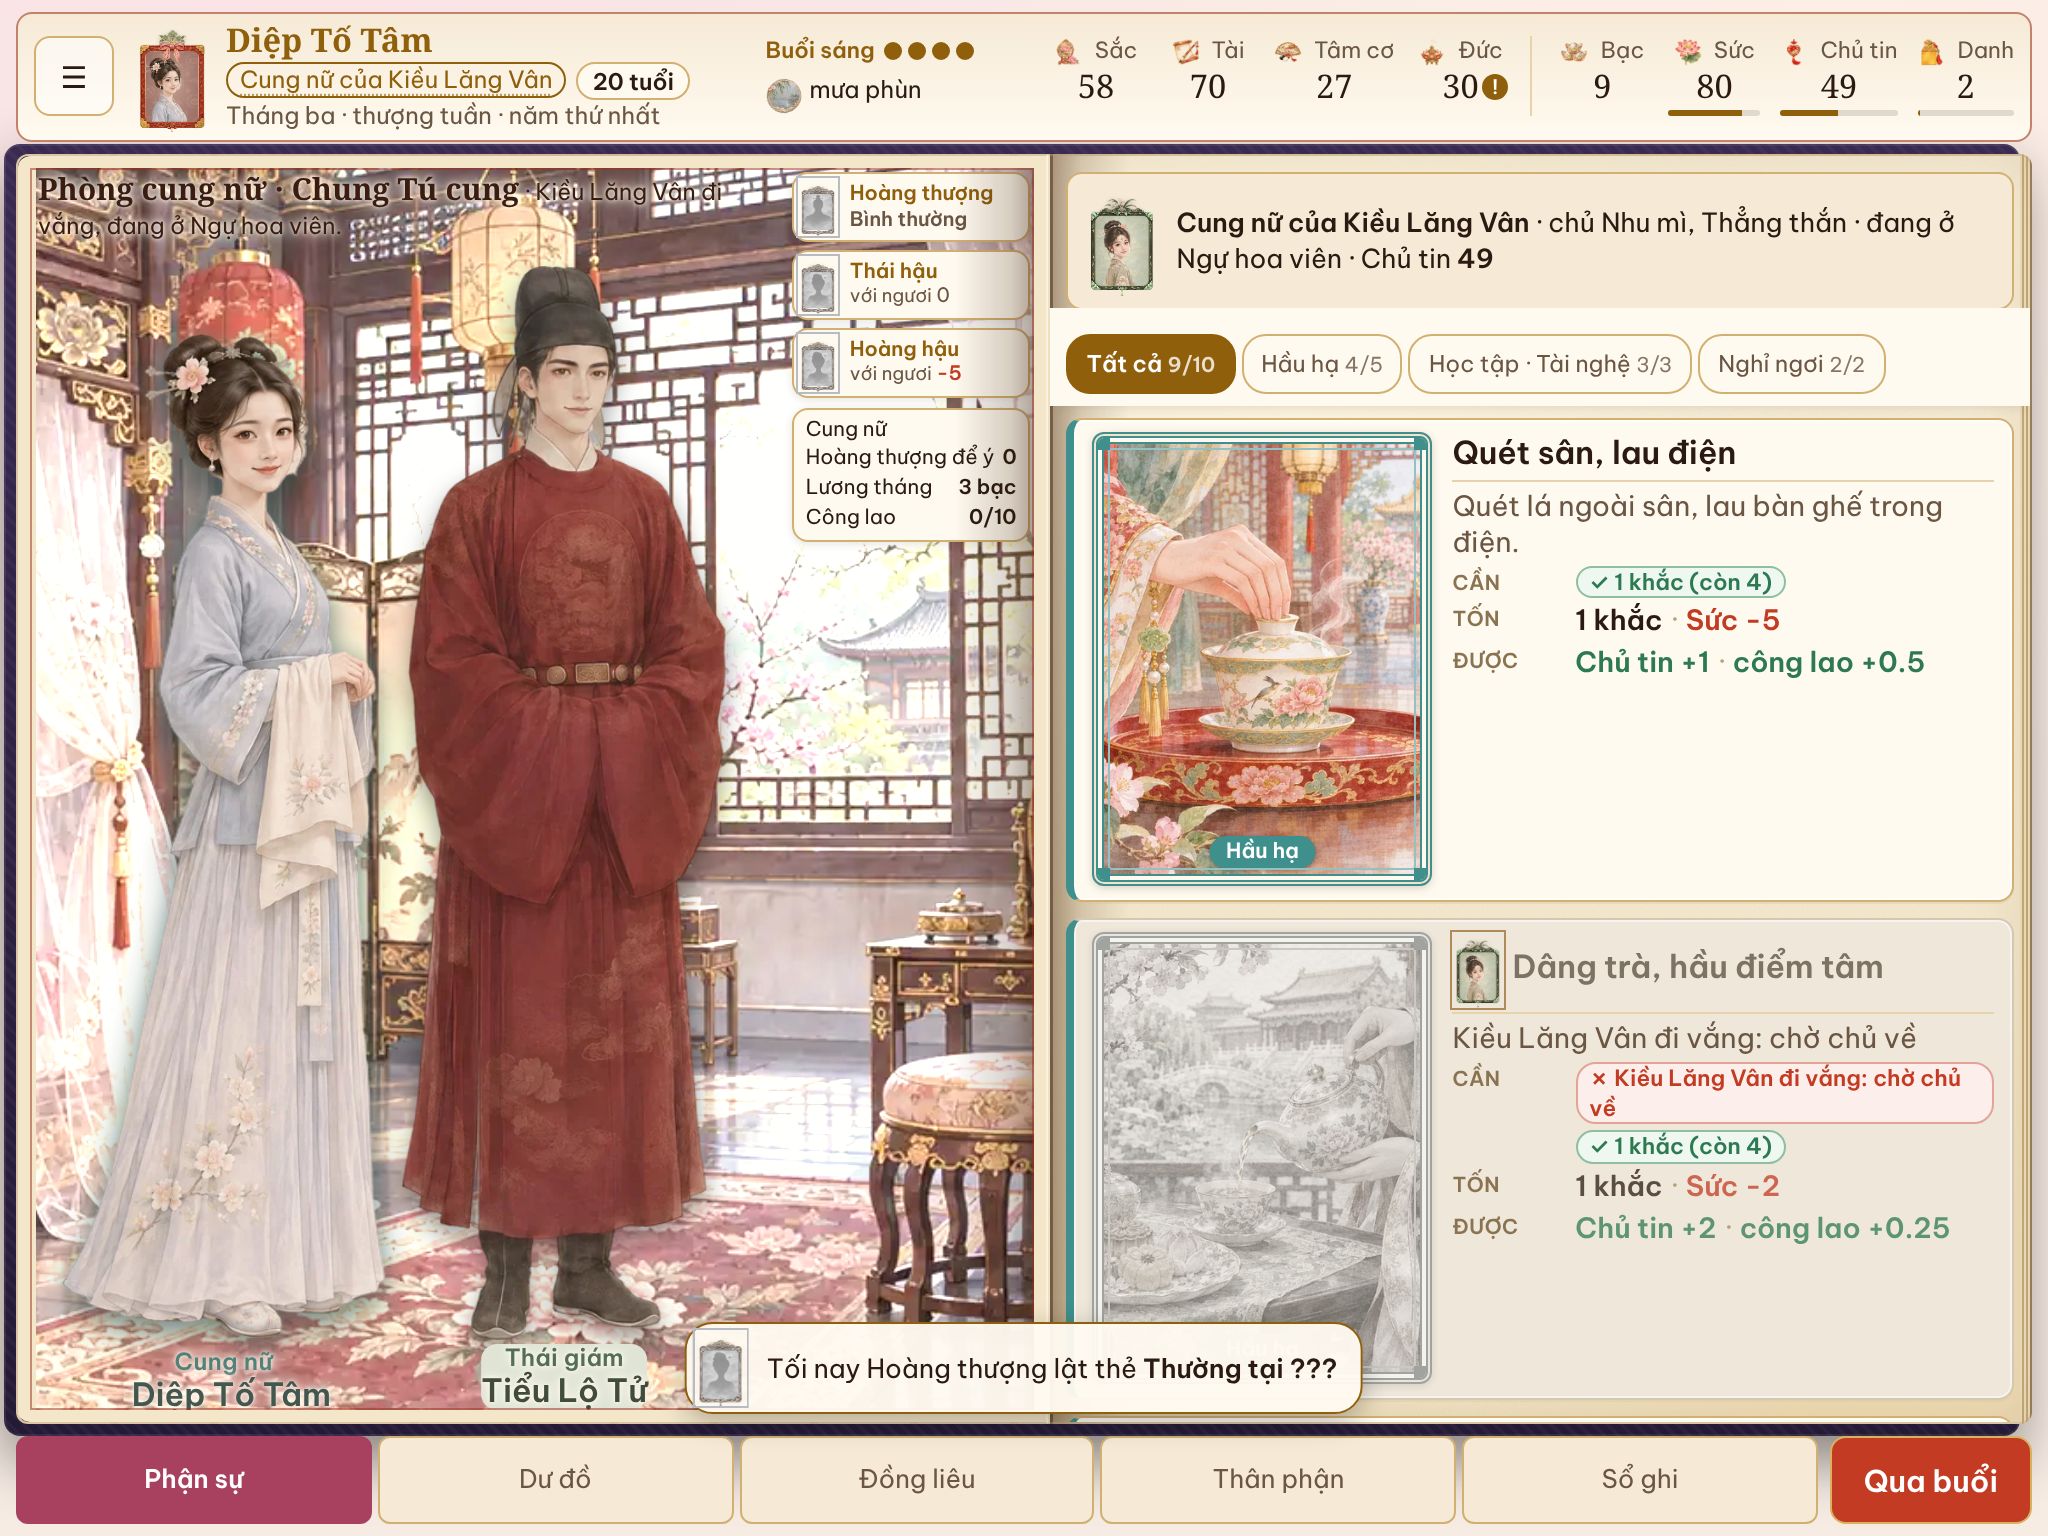 ☰
Diệp Tố Tâm
Cung nữ của Kiều Lăng Vân
20 tuổi
Tháng ba · thượng tuần · năm thứ nhất
Buổi sáng
mưa phùn
Sắc
58
Tài
70
Tâm cơ
27
Đức
30 !
Bạc
9
Sức
80
Chủ tin
49
Danh
2
Phòng cung nữ · Chung Tú cung · Kiều Lăng Vân đi
vắng, đang ở Ngự hoa viên.
Hoàng thượng
Bình thường
Thái hậu
với ngươi 0
Hoàng hậu
với ngươi -5
Cung nữ
Hoàng thượng để ý 0
Lương tháng 3 bạc
Công lao 0/10
Cung nữ
Diệp Tố Tâm
Thái giám
Tiểu Lộ Tử
Cung nữ của Kiều Lăng Vân · chủ Nhu mì, Thẳng thắn · đang ở
Ngự hoa viên · Chủ tin 49
Tất cả 9/10
Hầu hạ 4/5
Học tập · Tài nghệ 3/3
Nghỉ ngơi 2/2
Hầu hạ
Quét sân, lau điện
Quét lá ngoài sân, lau bàn ghế trong
điện.
CẦN ✓ 1 khắc (còn 4)
TỐN 1 khắc · Sức -5
ĐƯỢC Chủ tin +1 · công lao +0.5
Hầu hạ
Dâng trà, hầu điểm tâm
Kiều Lăng Vân đi vắng: chờ chủ về
CẦN × Kiều Lăng Vân đi vắng: chờ chủ
về
✓ 1 khắc (còn 4)
TỐN 1 khắc · Sức -2
ĐƯỢC Chủ tin +2 · công lao +0.25
Tối nay Hoàng thượng lật thẻ Thường tại ???
Phận sự
Dư đồ
Đồng liêu
Thân phận
Sổ ghi
Qua buổi